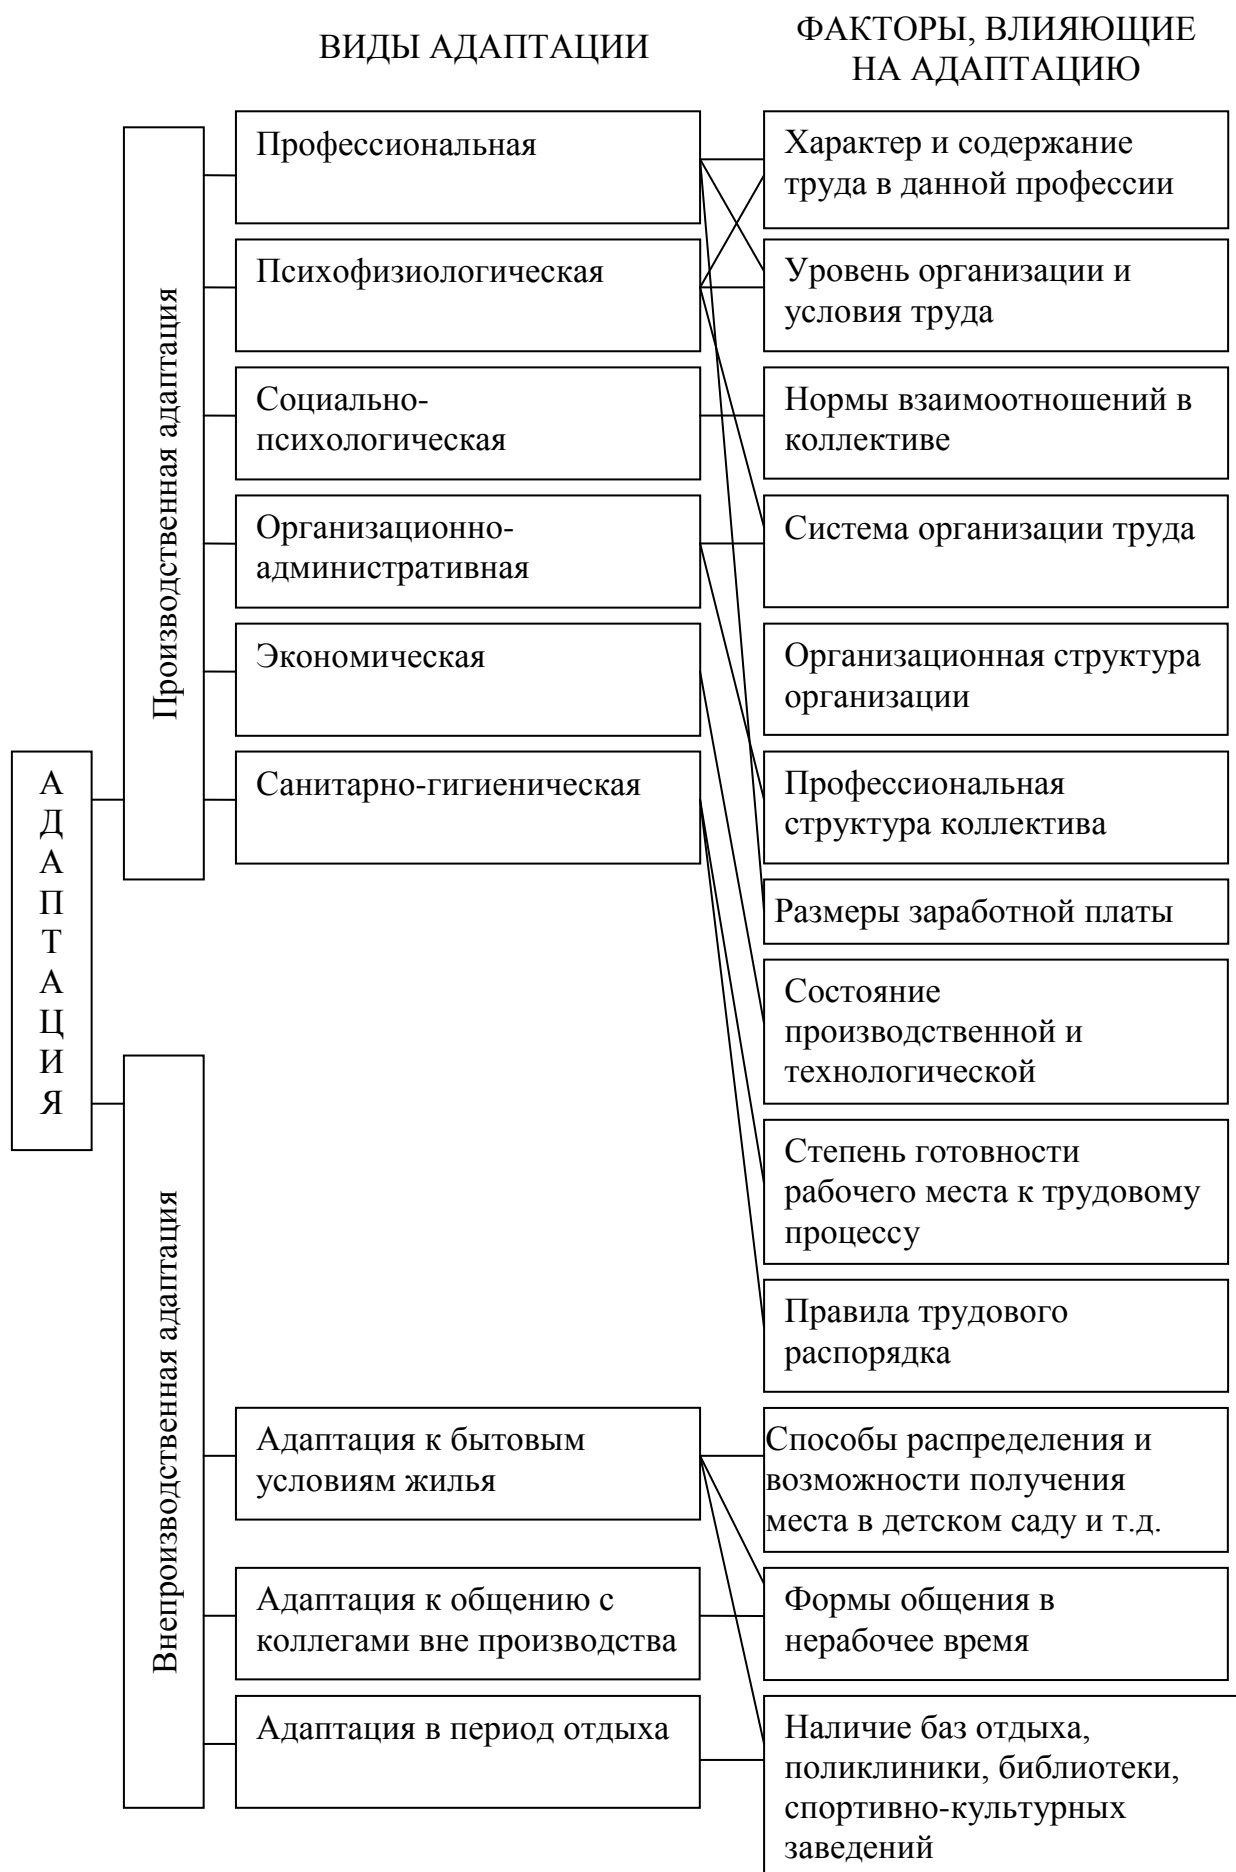 ВИДЫ АДАПТАЦИИ
ФАКТОРЫ, ВЛИЯЮЩИЕ
НА АДАПТАЦИЮ
АДАПТАЦИЯ
Производственная адаптация
Профессиональная
Психофизиологическая
Социально-
психологическая
Организационно-
административная
Экономическая
Санитарно-гигиеническая
Характер и содержание
труда в данной профессии
Уровень организации и
условия труда
Нормы взаимоотношений в
коллективе
Система организации труда
Организационная структура
организации
Профессиональная
структура коллектива
Размеры заработной платы
Состояние
производственной и
технологической
Степень готовности
рабочего места к трудовому
процессу
Правила трудового
распорядка
Внепроизводственная адаптация
Адаптация к бытовым
условиям жилья
Адаптация к общению с
коллегами вне производства
Адаптация в период отдыха
Способы распределения и
возможности получения
места в детском саду и т.д.
Формы общения в
нерабочее время
Наличие баз отдыха,
поликлиники, библиотеки,
спортивно-культурных
заведений